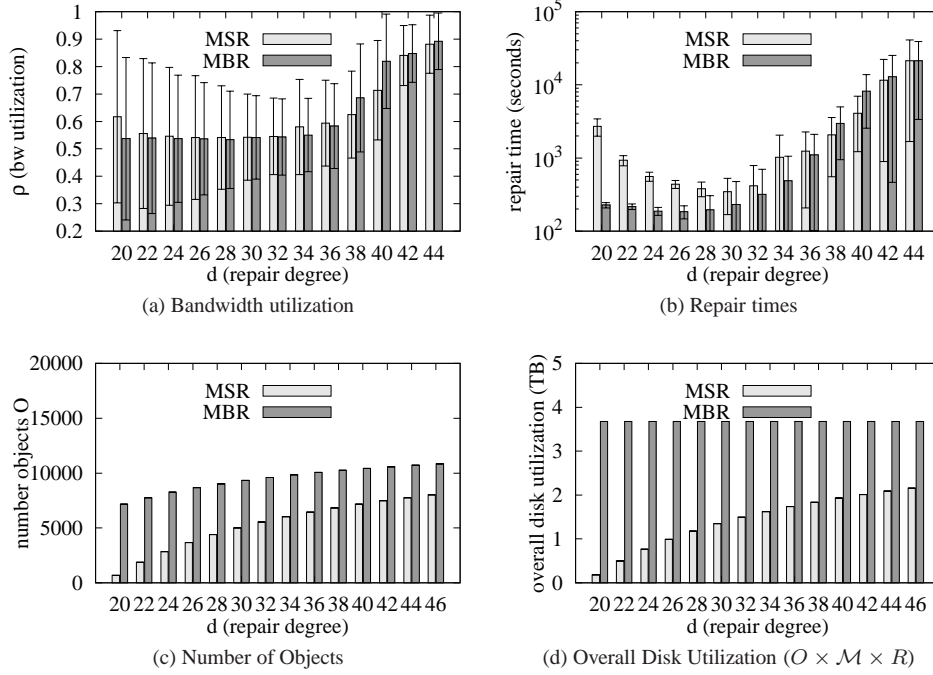 1
0.9
0.8
0.7
0.6
0.5
0.4
0.3
0.2
ρ (bw utilization)
MSR
MBR
20 22 24 26 28 30 32 34 36 38 40 42 44
d (repair degree)
(a) Bandwidth utilization
10^5
10^4
10^3
10^2
repair time (seconds)
MSR
MBR
20 22 24 26 28 30 32 34 36 38 40 42 44
d (repair degree)
(b) Repair times
20000
15000
10000
5000
0
number objects O
MSR
MBR
20 22 24 26 28 30 32 34 36 38 40 42 44 46
d (repair degree)
(c) Number of Objects
5
4
3
2
1
0
overall disk utilization (TB)
MSR
MBR
20 22 24 26 28 30 32 34 36 38 40 42 44 46
d (repair degree)
(d) Overall Disk Utilization (O × M × R)